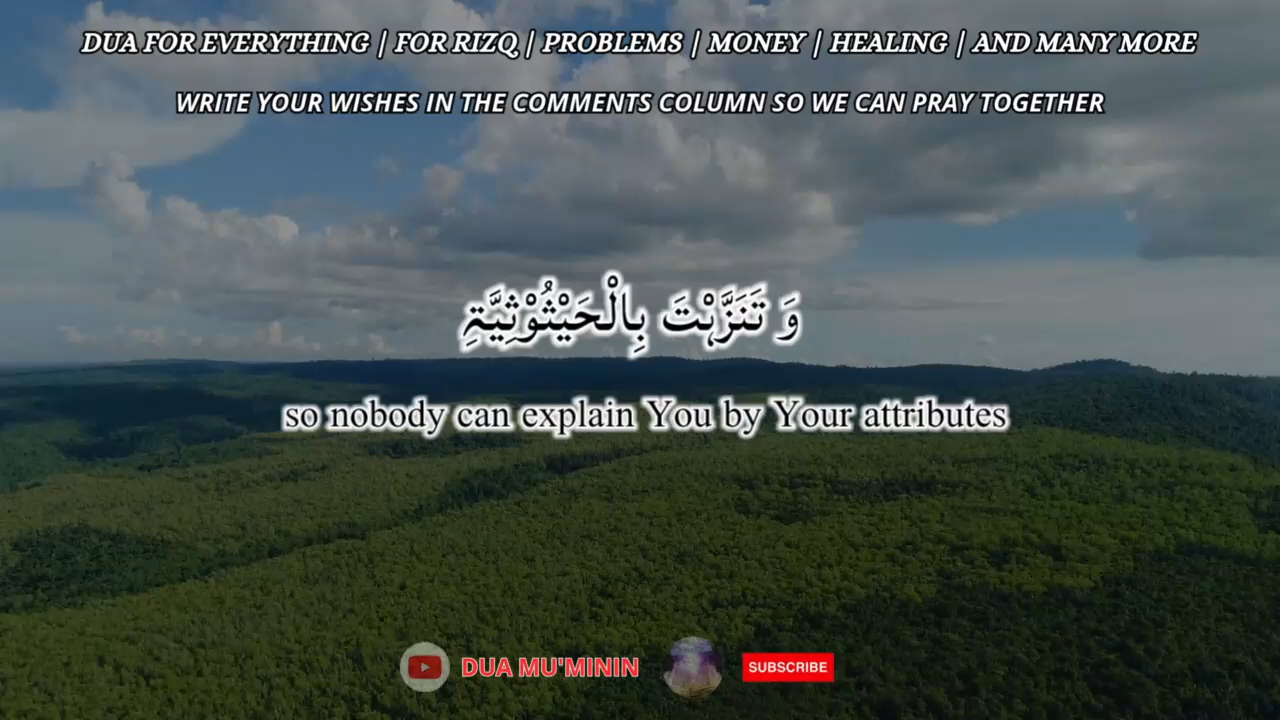 DUA FOR EVERYTHING | FOR RIZQ | PROBLEMS | MONEY | HEALING | AND MANY MORE
WRITE YOUR WISHES IN THE COMMENTS COLUMN SO WE CAN PRAY TOGETHER
وَ تَنَزَّہْتَ بِالْحَیْثُوْثِیَّۃِ
so nobody can explain You by Your attributes
DUA MU'MININ
SUBSCRIBE